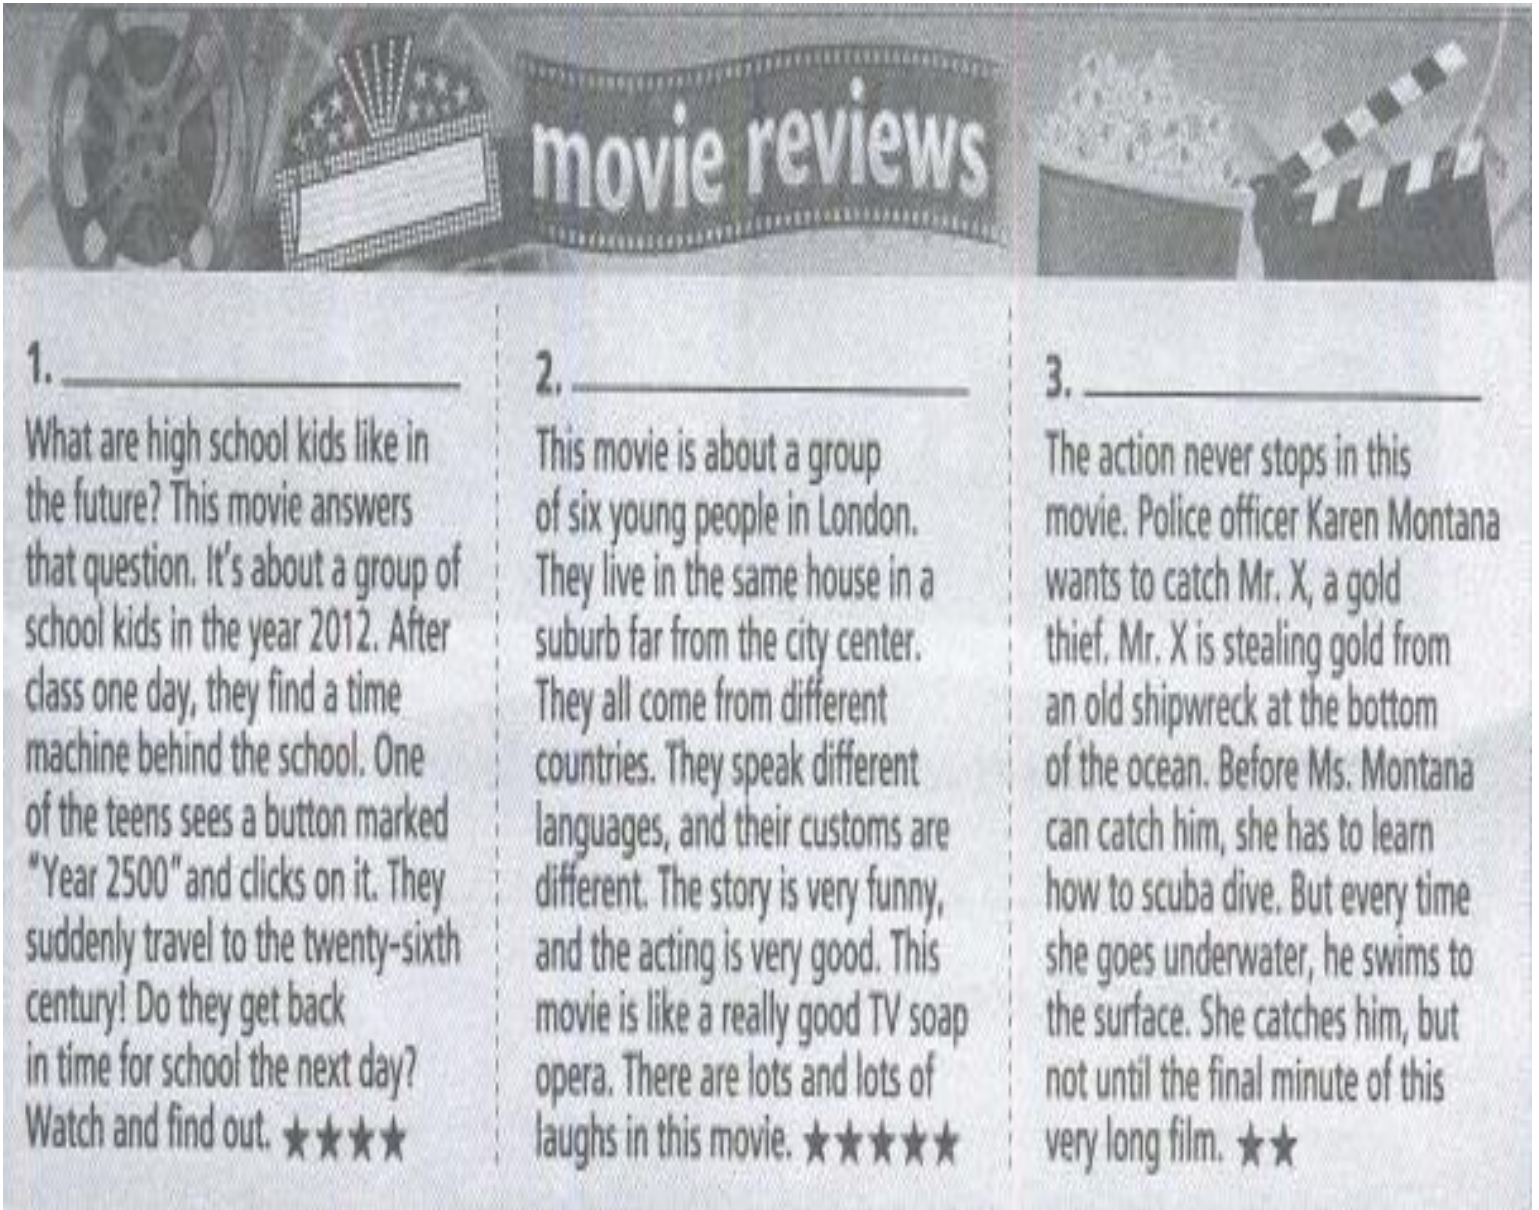 movie reviews
1.
What are high school kids like in
the future? This movie answers
that question. It's about a group of
school kids in the year 2012. After
class one day, they find a time
machine behind the school. One
of the teens sees a button marked
"Year 2500" and clicks on it. They
suddenly travel to the twenty-sixth
century! Do they get back
in time for school the next day?
Watch and find out. ★★★★
2.
This movie is about a group
of six young people in London.
They live in the same house in a
suburb far from the city center.
They all come from different
countries. They speak different
languages, and their customs are
different. The story is very funny,
and the acting is very good. This
movie is like a really good TV soap
opera. There are lots and lots of
laughs in this movie. ★★★★★
3.
The action never stops in this
movie. Police officer Karen Montana
wants to catch Mr. X, a gold
thief. Mr. X is stealing gold from
an old shipwreck at the bottom
of the ocean. Before Ms. Montana
can catch him, she has to learn
how to scuba dive. But every time
she goes underwater, he swims to
the surface. She catches him, but
not until the final minute of this
very long film. ★★